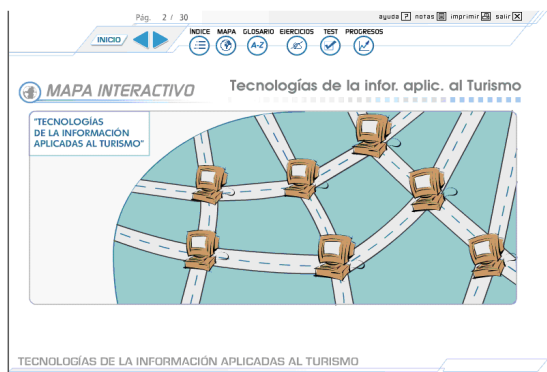 Pág. 2 / 30
ayuda ? notas imprimir salir X
INICIO
ÍNDICE MAPA GLOSARIO EJERCICIOS TEST PROGRESOS
A-Z
MAPA INTERACTIVO
Tecnologías de la infor. aplic. al Turismo
"TECNOLOGÍAS
DE LA INFORMACIÓN
APLICADAS AL TURISMO"
TECNOLOGÍAS DE LA INFORMACIÓN APLICADAS AL TURISMO